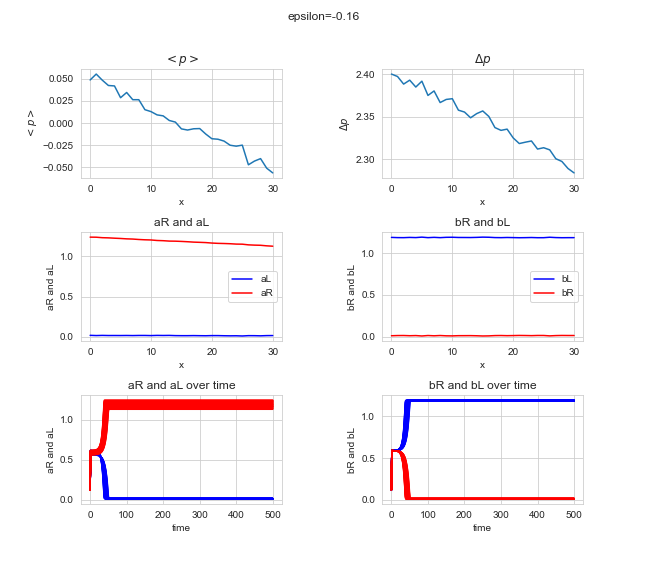 epsilon=-0.16
< p >
Δp
0.050
0.025
0.000
−0.025
−0.050
< p >
0 10 20 30
x
2.40
2.35
2.30
Δp
0 10 20 30
x
aR and aL
bR and bL
1.0
0.5
0.0
aR and aL
aL
aR
0 10 20 30
x
1.0
0.5
0.0
bR and bL
bL
bR
0 10 20 30
x
aR and aL over time
bR and bL over time
1.0
0.5
0.0
aR and aL
0 100 200 300 400 500
time
1.0
0.5
0.0
bR and bL
0 100 200 300 400 500
time